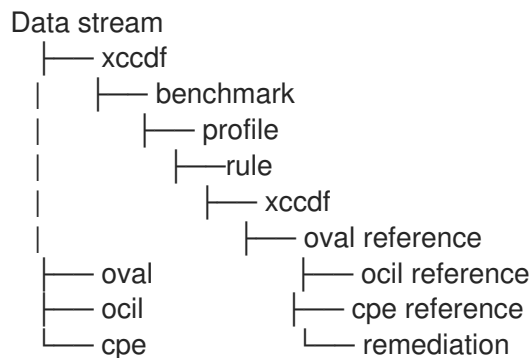 Data stream
├── xccdf
| ├── benchmark
| ├── profile
| ├──rule
| ├── xccdf
| ├── oval reference
├── oval ├── ocil reference
├── ocil ├── cpe reference
└── cpe └── remediation